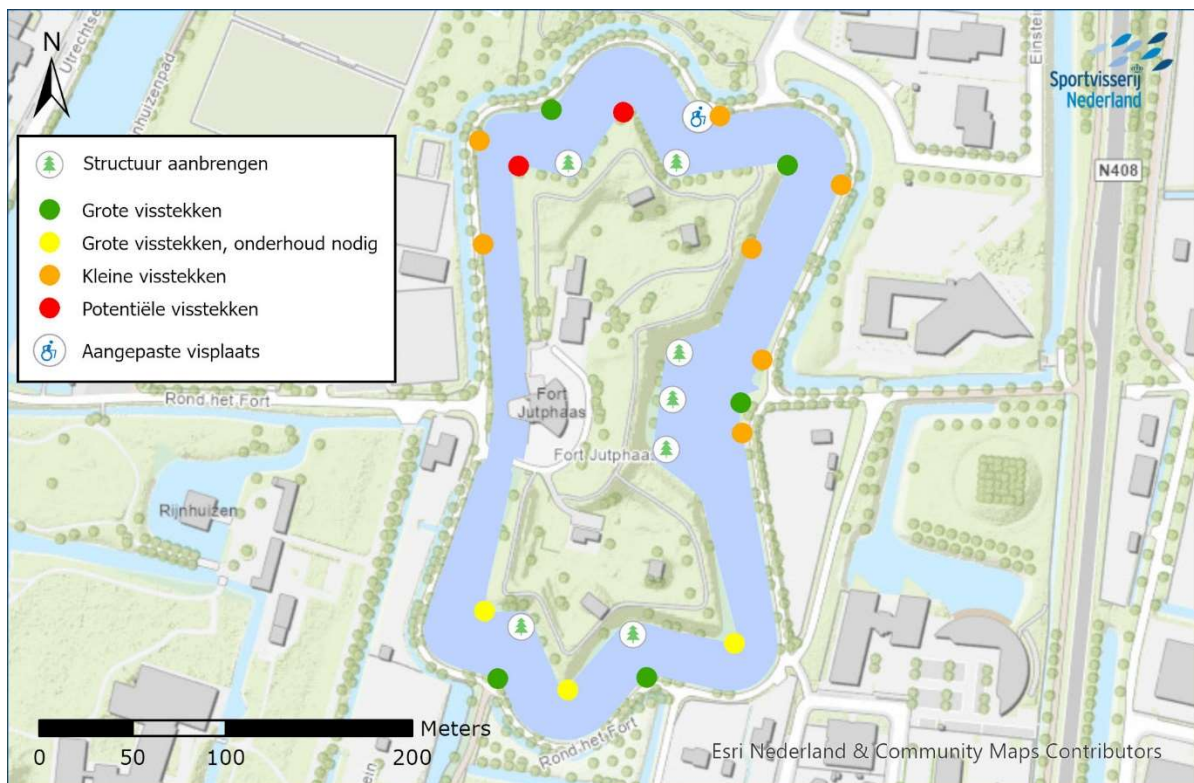 N
Structuur aanbrengen
Grote visstekken
Grote visstekken, onderhoud nodig
Kleine visstekken
Potentiële visstekken
Aangepaste visplaats
Sportvisserij
Nederland
N408
Rond het Fort
Fort
Jutphaas
Fort Jutphaas
Rijnhuizen
Rond het Fort
Meters
0 50 100 200
Esri Nederland & Community Maps Contributors